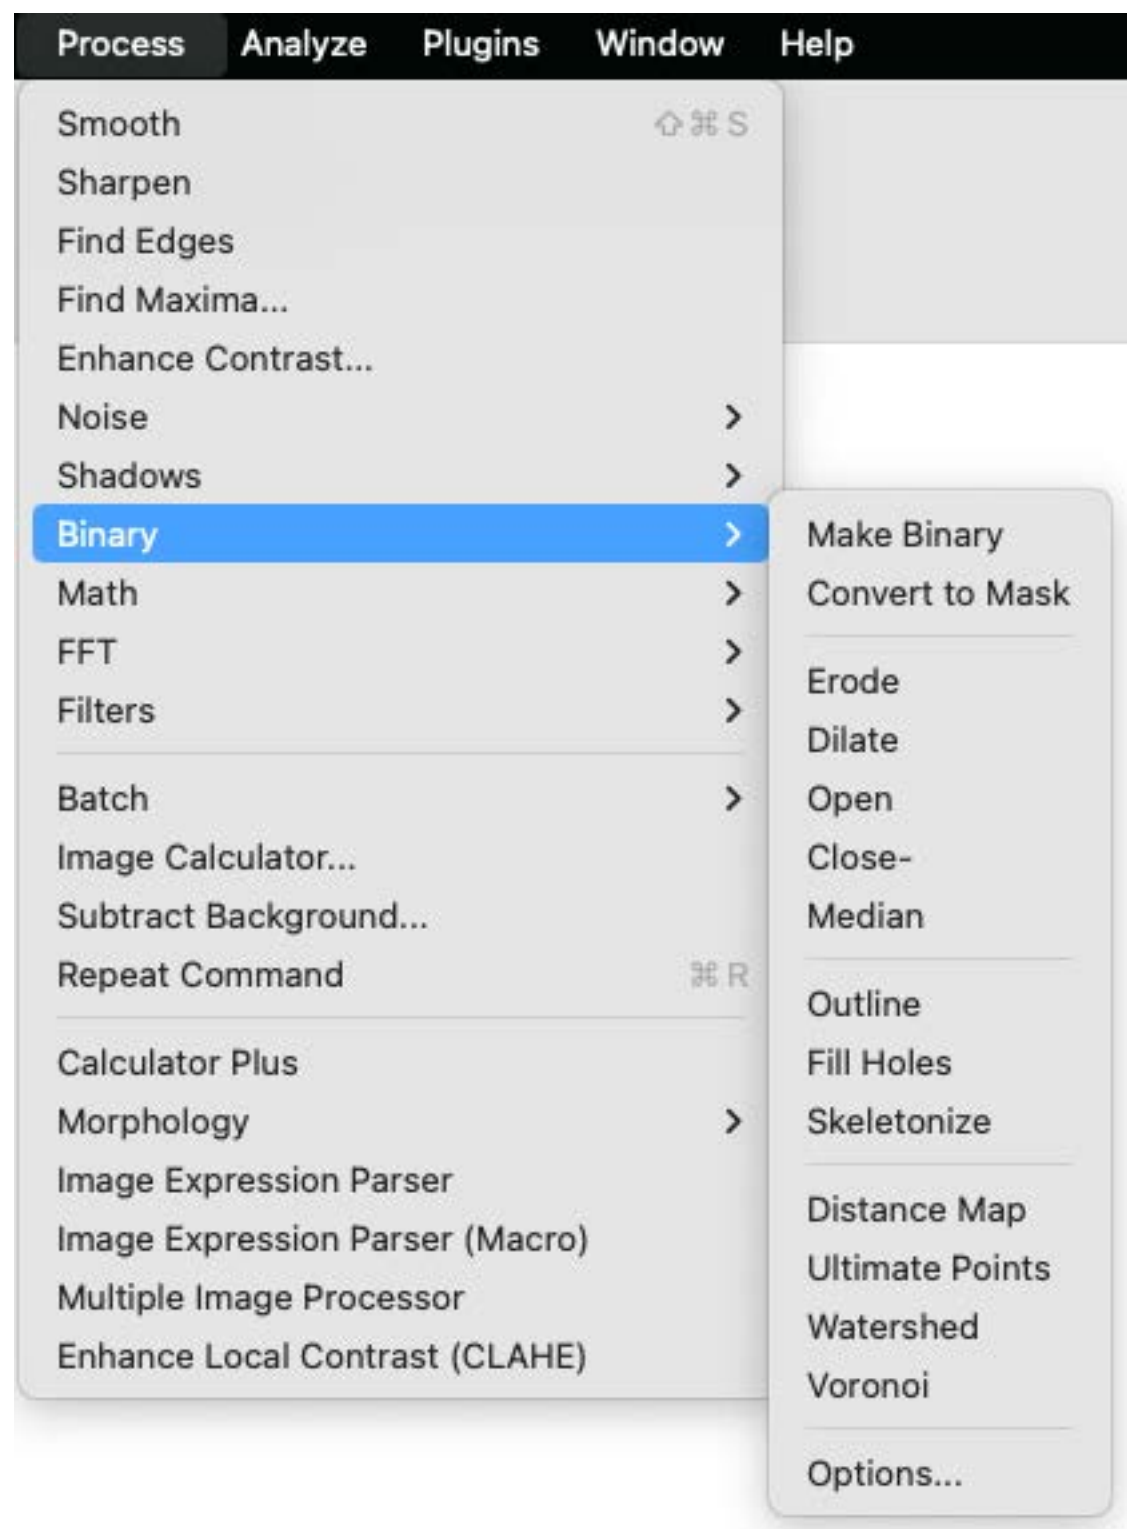 Process Analyze Plugins Window Help
Smooth ⇧⌘S
Sharpen
Find Edges
Find Maxima...
Enhance Contrast...
Noise
Shadows
Binary
Math
FFT
Filters
Batch
Image Calculator...
Subtract Background...
Repeat Command ⌘R
Calculator Plus
Morphology
Image Expression Parser
Image Expression Parser (Macro)
Multiple Image Processor
Enhance Local Contrast (CLAHE)
Make Binary
Convert to Mask
Erode
Dilate
Open
Close-
Median
Outline
Fill Holes
Skeletonize
Distance Map
Ultimate Points
Watershed
Voronoi
Options...